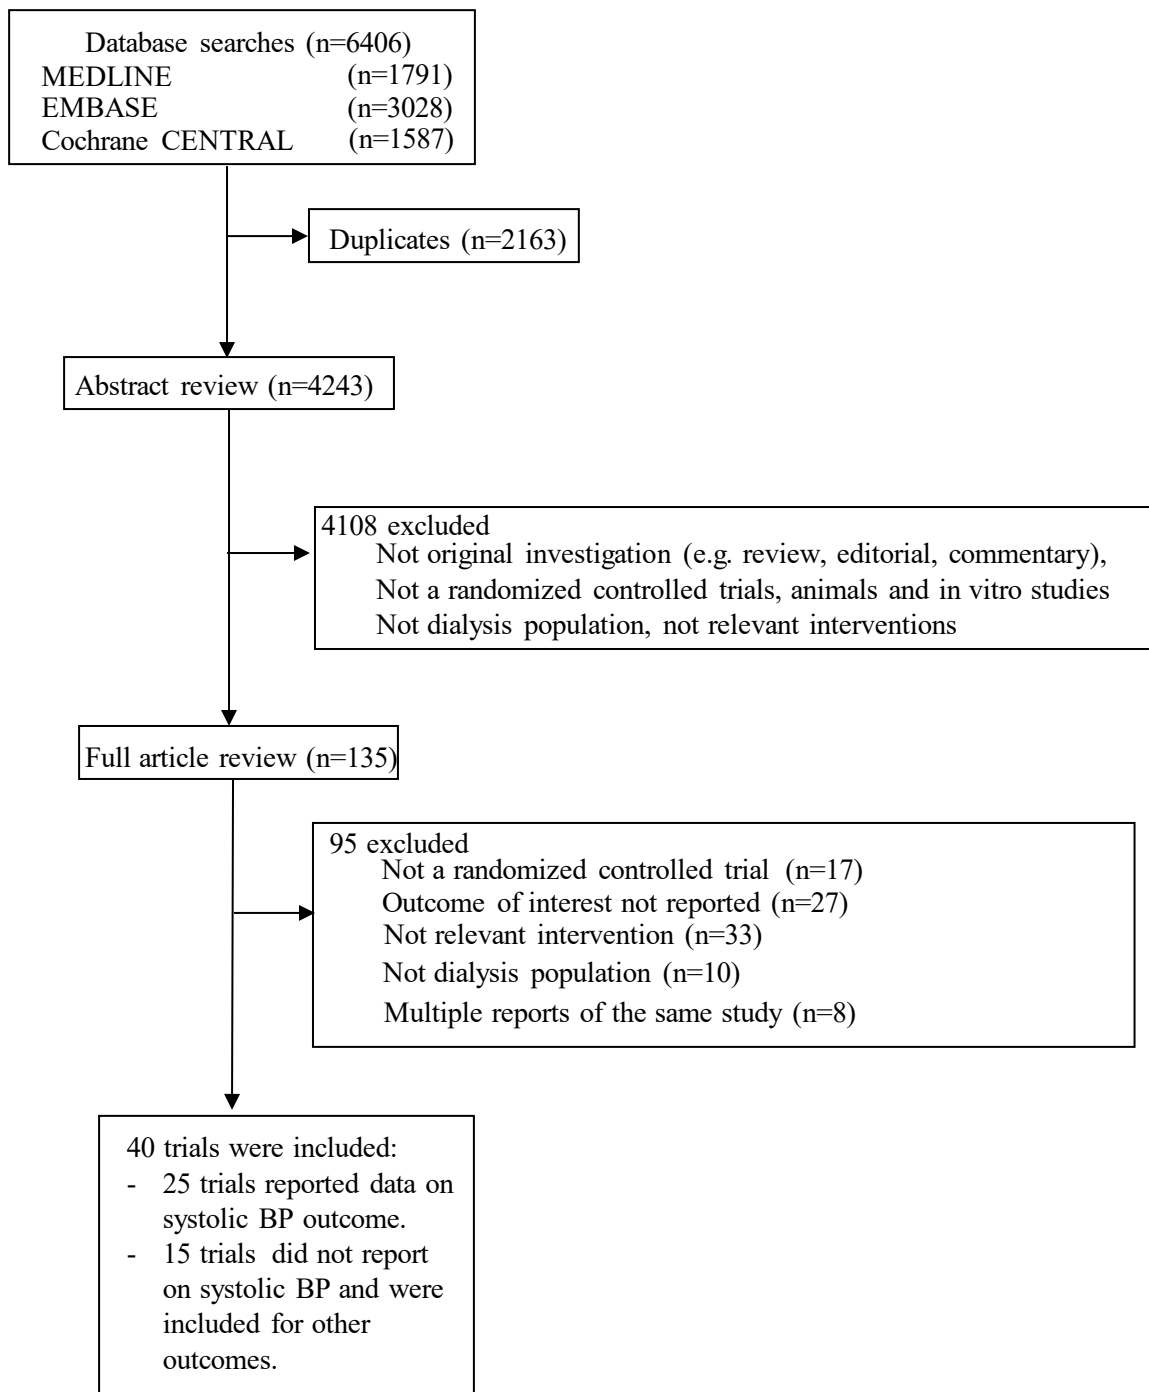 Database searches (n=6406)
MEDLINE (n=1791)
EMBASE (n=3028)
Cochrane CENTRAL (n=1587)
Duplicates (n=2163)
Abstract review (n=4243)
4108 excluded
Not original investigation (e.g. review, editorial, commentary),
Not a randomized controlled trials, animals and in vitro studies
Not dialysis population, not relevant interventions
Full article review (n=135)
95 excluded
Not a randomized controlled trial (n=17)
Outcome of interest not reported (n=27)
Not relevant intervention (n=33)
Not dialysis population (n=10)
Multiple reports of the same study (n=8)
40 trials were included:
- 25 trials reported data on
systolic BP outcome.
- 15 trials did not report
on systolic BP and were
included for other
outcomes.